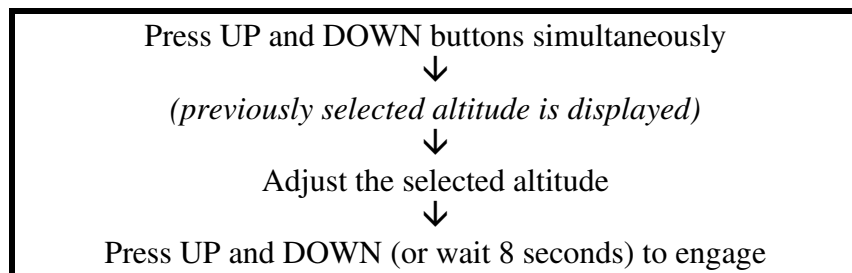 Press UP and DOWN buttons simultaneously
↓
(previously selected altitude is displayed)
↓
Adjust the selected altitude
↓
Press UP and DOWN (or wait 8 seconds) to engage